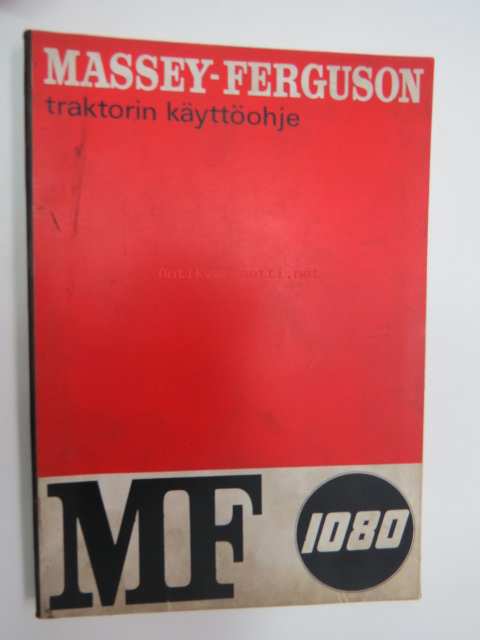 MASSEY-FERGUSON
traktorin käyttöohje
MF
1080